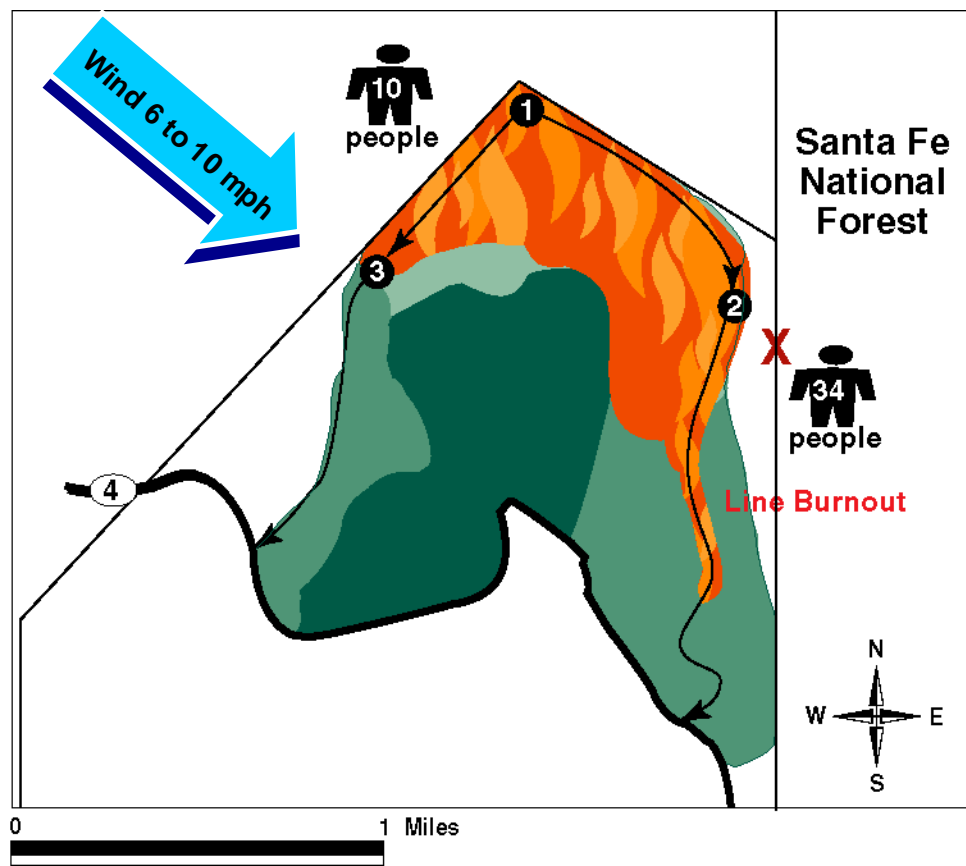 Wind 6 to 10 mph
10
people
1
Santa Fe
National
Forest
3
2
X
34
people
4
Line Burnout
N
W
E
S
0
1 Miles